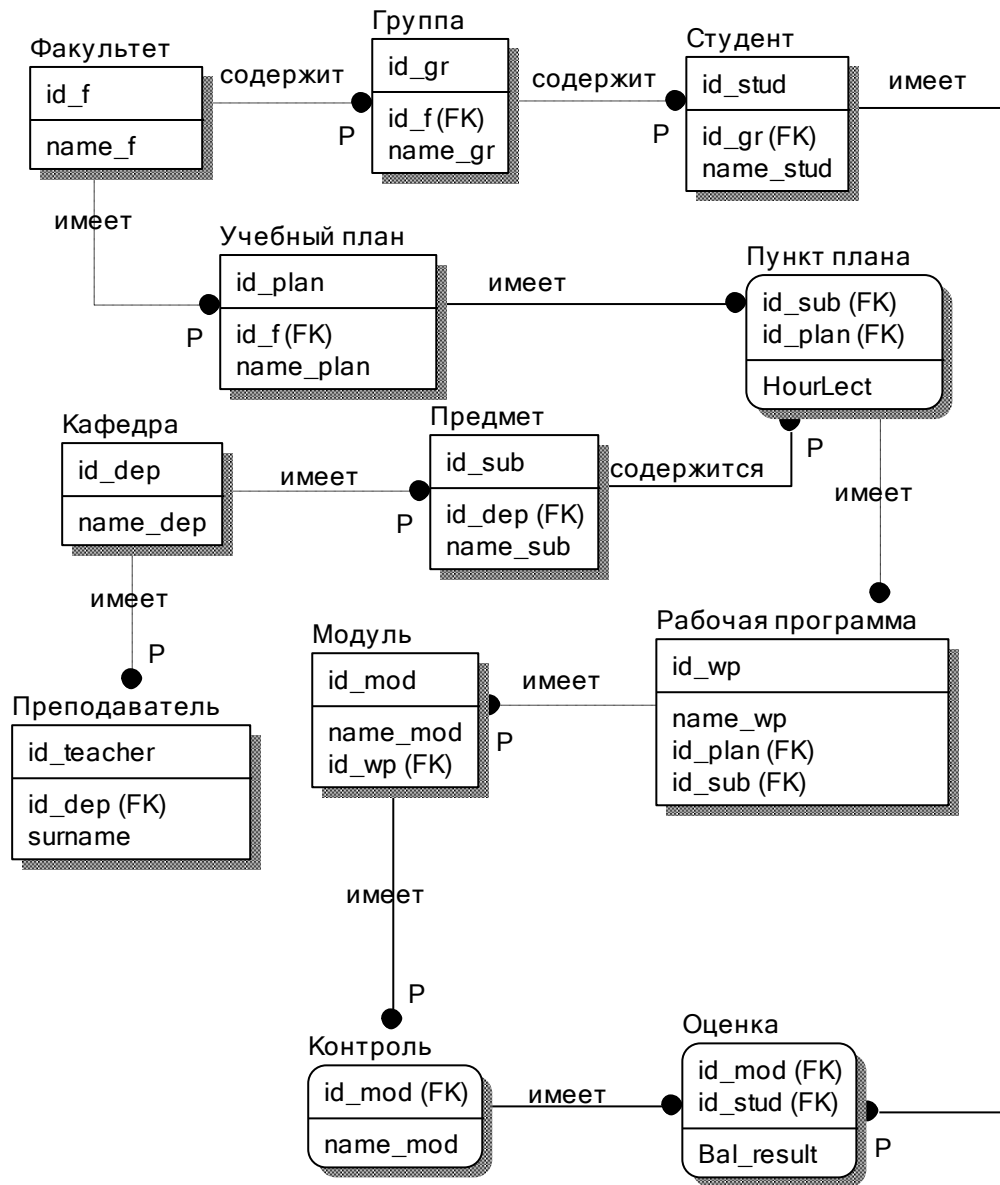 Факультет
id_f
name_f
содержит
P
Группа
id_gr
id_f (FK)
name_gr
содержит
P
Студент
id_stud
id_gr (FK)
name_stud
имеет
имеет
P
Учебный план
id_plan
id_f (FK)
name_plan
имеет
Пункт плана
id_sub (FK)
id_plan (FK)
HourLect
Кафедра
id_dep
name_dep
имеет
P
Предмет
id_sub
id_dep (FK)
name_sub
содержится
P
имеет
имеет
P
Преподаватель
id_teacher
id_dep (FK)
surname
Модуль
id_mod
name_mod
id_wp (FK)
имеет
P
Рабочая программа
id_wp
name_wp
id_plan (FK)
id_sub (FK)
имеет
P
Контроль
id_mod (FK)
name_mod
имеет
Оценка
id_mod (FK)
id_stud (FK)
Bal_result
P